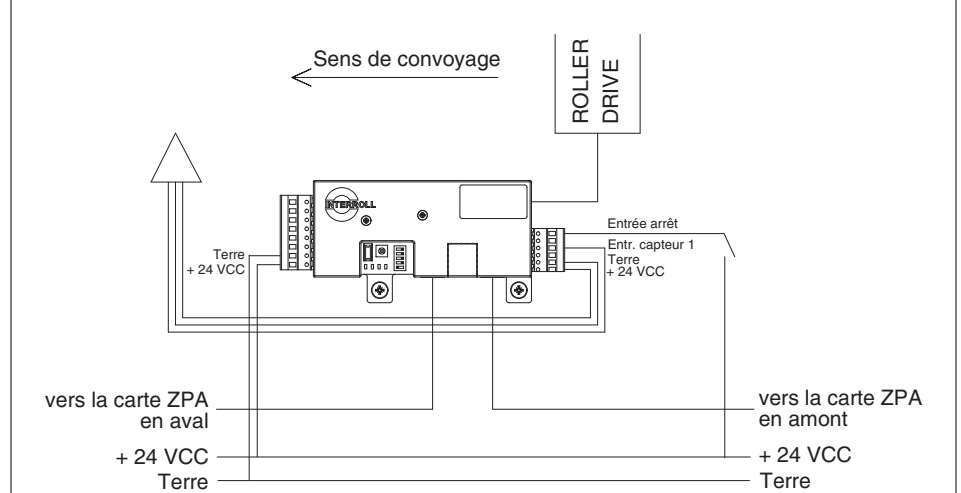 Sens de convoyage
ROLLER
DRIVE
INTERROLL
Entrée arrêt
Entr. capteur 1
Terre
+ 24 VCC
Terre
+ 24 VCC
vers la carte ZPA
en aval
vers la carte ZPA
en amont
+ 24 VCC
+ 24 VCC
Terre
Terre